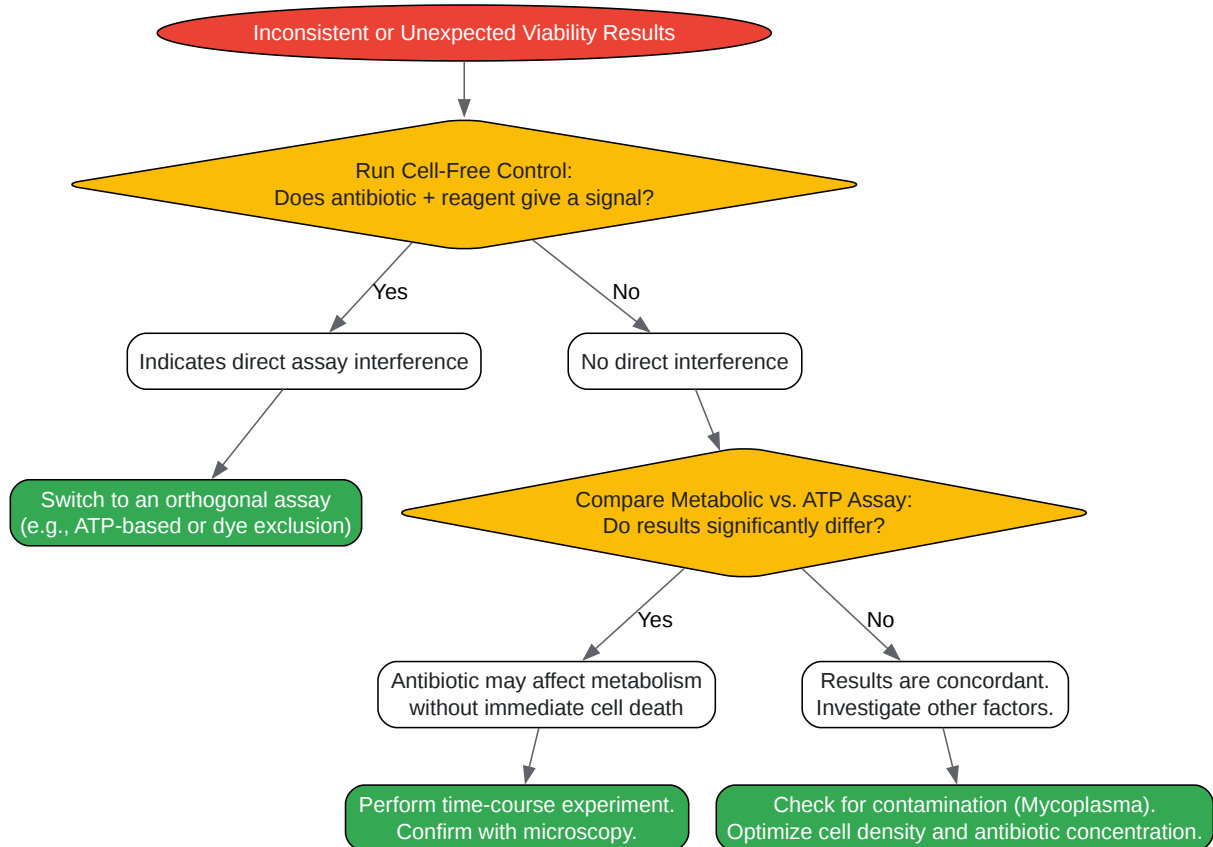 Inconsistent or Unexpected Viability Results
Run Cell-Free Control:
Does antibiotic + reagent give a signal?
Yes
No
Indicates direct assay interference
No direct interference
Switch to an orthogonal assay
(e.g., ATP-based or dye exclusion)
Compare Metabolic vs. ATP Assay:
Do results significantly differ?
Yes
No
Antibiotic may affect metabolism
without immediate cell death
Results are concordant.
Investigate other factors.
Perform time-course experiment.
Confirm with microscopy.
Check for contamination (Mycoplasma).
Optimize cell density and antibiotic concentration.